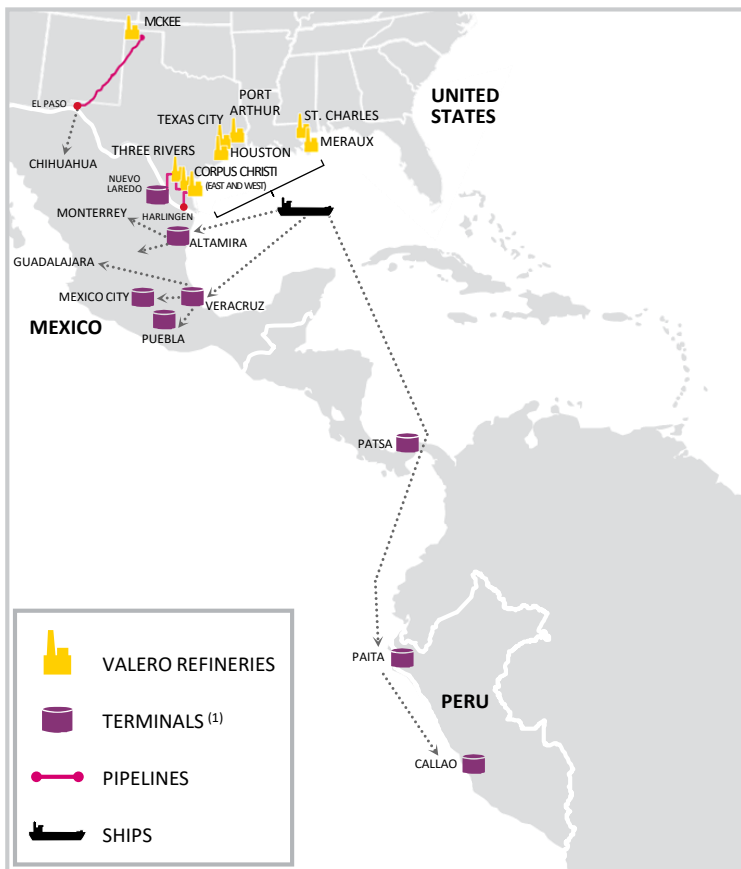 MCKEE
EL PASO
CHIHUAHUA
PORT
ARTHUR
TEXAS CITY
HOUSTON
ST. CHARLES
MERAUX
UNITED
STATES
THREE RIVERS
CORPUS CHRISTI
(EAST AND WEST)
NUEVO
LAREDO
HARLINGEN
MONTERREY
ALTAMIRA
GUADALAJARA
MEXICO CITY
VERACRUZ
MEXICO
PUEBLA
PATSA
PAITA
PERU
CALLAO
VALERO REFINERIES
TERMINALS (1)
PIPELINES
SHIPS